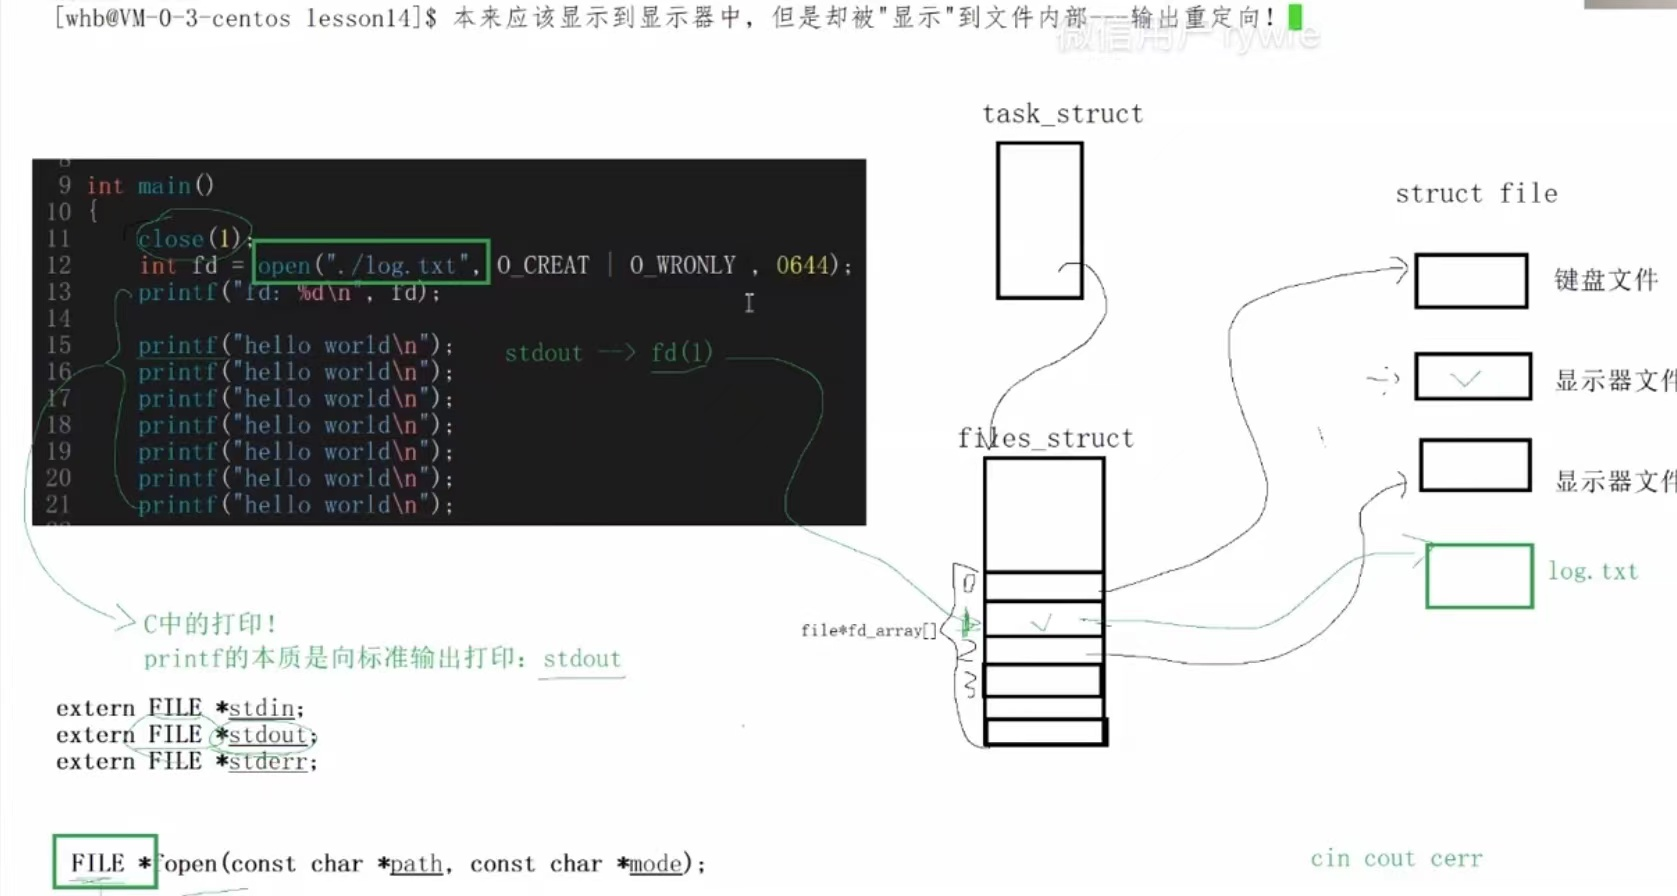 [whb@VM-0-3-centos lesson14]$ 本来应该显示到显示器中，但是却被"显示"到文件内部 输出重定向！
微信用户 rywie
task_struct
struct file
9 int main()
10 {
11 close(1);
12 int fd = open("./log.txt", O_CREAT | O_WRONLY , 0644);
13 printf("fd: %d\n", fd);
14
15 printf("hello world\n");
16 printf("hello world\n");
17 printf("hello world\n");
18 printf("hello world\n");
19 printf("hello world\n");
20 printf("hello world\n");
21 printf("hello world\n");
stdout —> fd(1)
键盘文件
显示器文件
files_struct
显示器文件
log.txt
0
1
2
3
file*fd_array[]
C中的打印！
printf的本质是向标准输出打印：stdout
extern FILE *stdin;
extern FILE *stdout;
extern FILE *stderr;
FILE *fopen(const char *path, const char *mode);
cin cout cerr